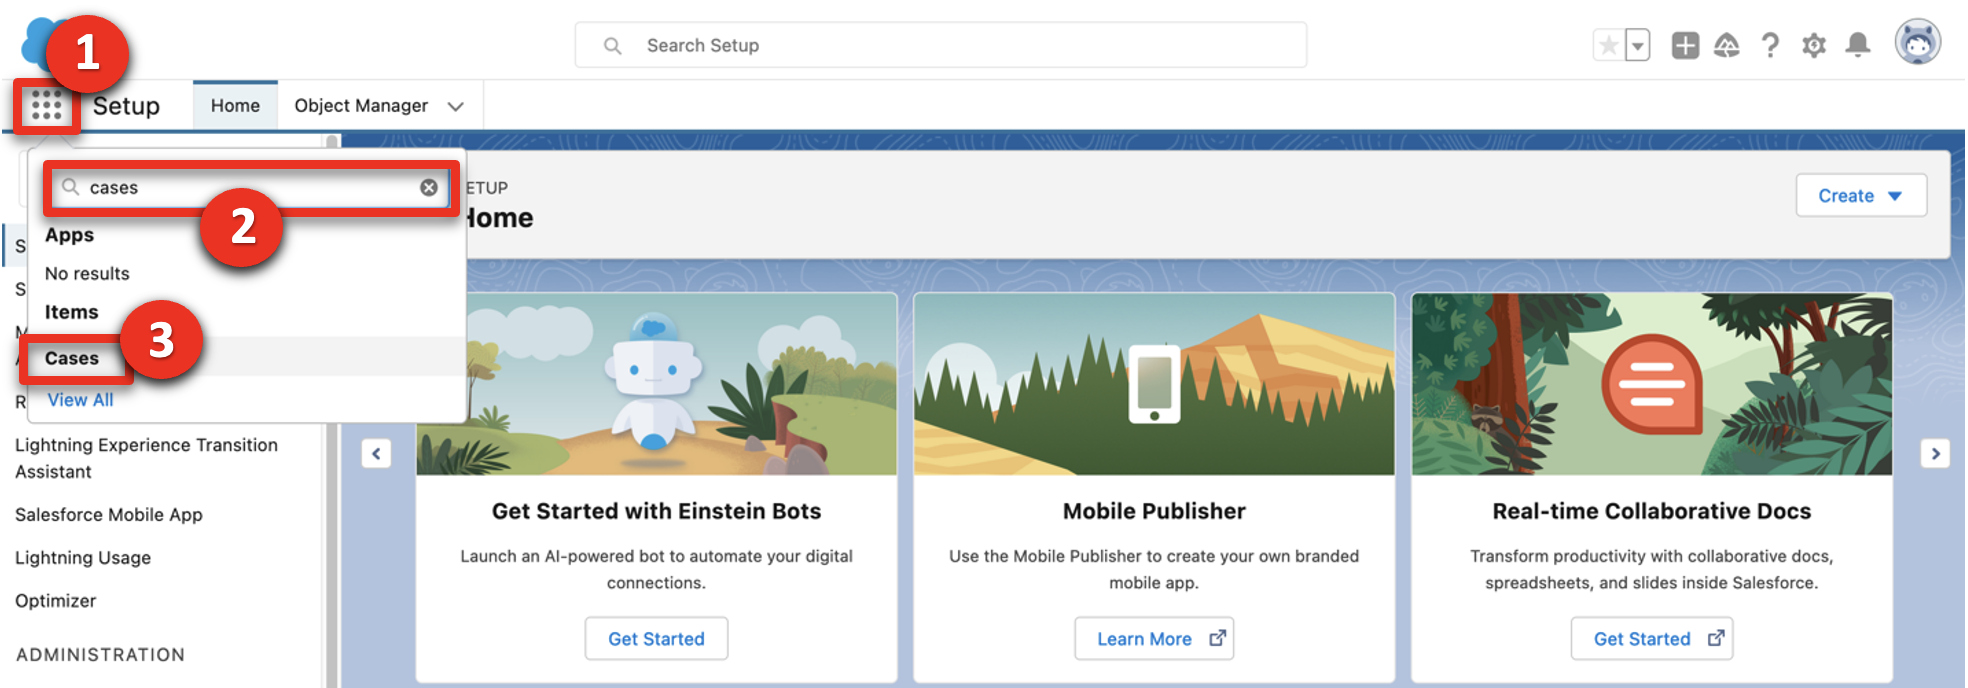 1
Search Setup
Setup
Home
Object Manager
cases
2
Apps
No results
Items
3
Cases
View All
S
S
M
A
R
Lightning Experience Transition
Assistant
Salesforce Mobile App
Lightning Usage
Optimizer
ADMINISTRATION
ETUP
Home
Create
Get Started with Einstein Bots
Launch an AI-powered bot to automate your digital
connections.
Get Started
Mobile Publisher
Use the Mobile Publisher to create your own branded
mobile app.
Learn More
Real-time Collaborative Docs
Transform productivity with collaborative docs,
spreadsheets, and slides inside Salesforce.
Get Started